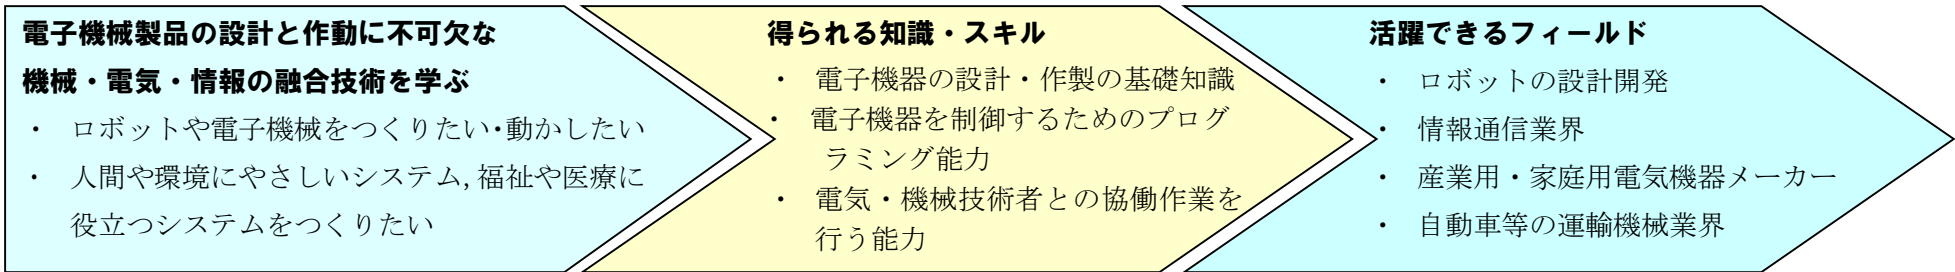 電子機械製品の設計と作動に不可欠な
機械・電気・情報の融合技術を学ぶ
・ ロボットや電子機械をつくりたい・動かしたい
・ 人間や環境にやさしいシステム,福祉や医療に
役立つシステムをつくりたい
得られる知識・スキル
・ 電子機器の設計・作製の基礎知識
・ 電子機器を制御するためのプログ
ラミング能力
・ 電気・機械技術者との協働作業を
行う能力
活躍できるフィールド
・ ロボットの設計開発
・ 情報通信業界
・ 産業用・家庭用電気機器メーカー
・ 自動車等の運輸機械業界